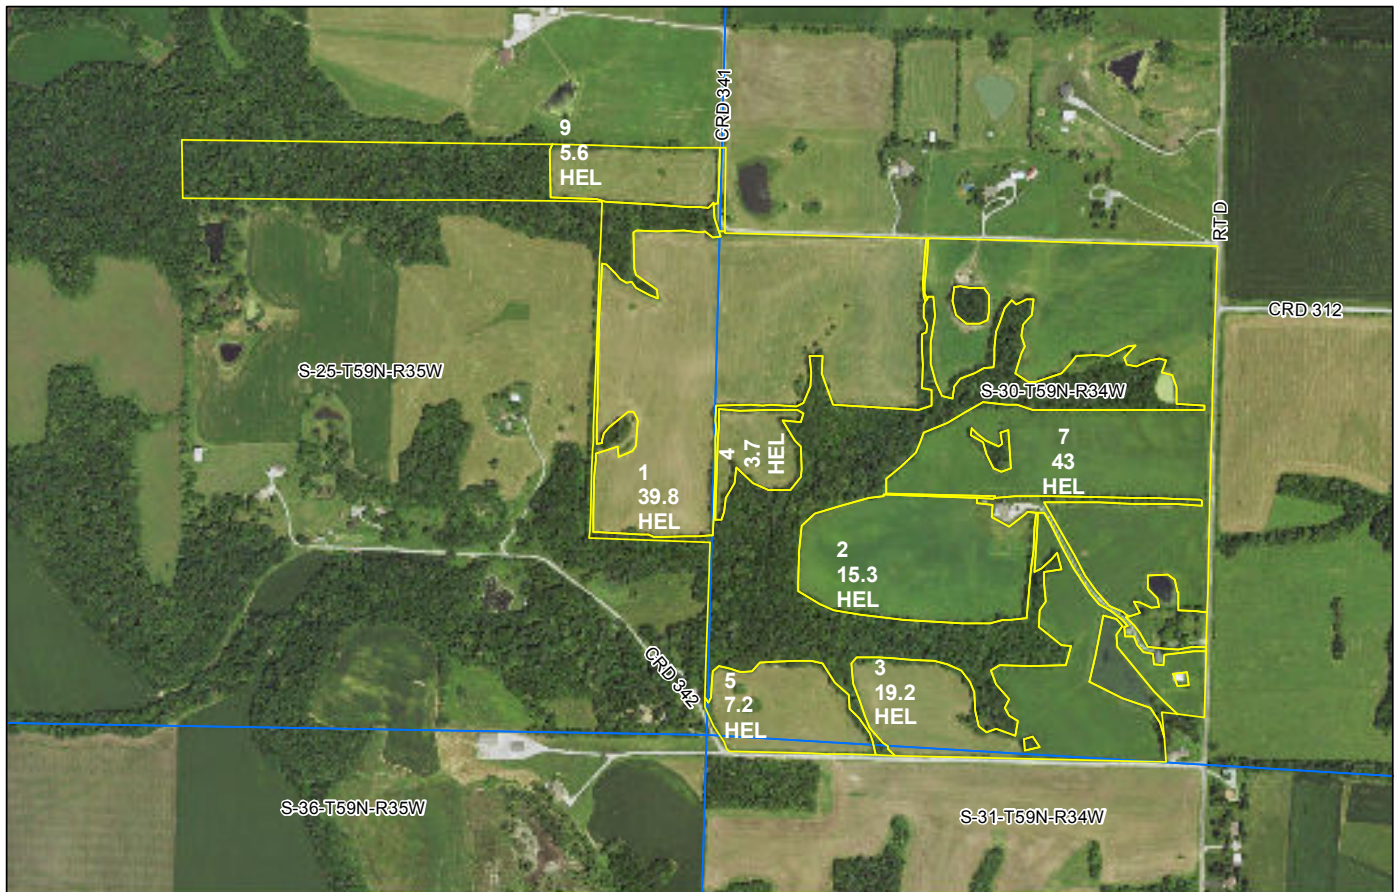 CRD 341
9
5.6
HEL
RT D
CRD 312
S-25-T59N-R35W
S-30-T59N-R34W
7
43
HEL
4
3.7
HEL
1
39.8
HEL
2
15.3
HEL
CRD 342
5
7.2
HEL
3
19.2
HEL
S-36-T59N-R35W
S-31-T59N-R34W